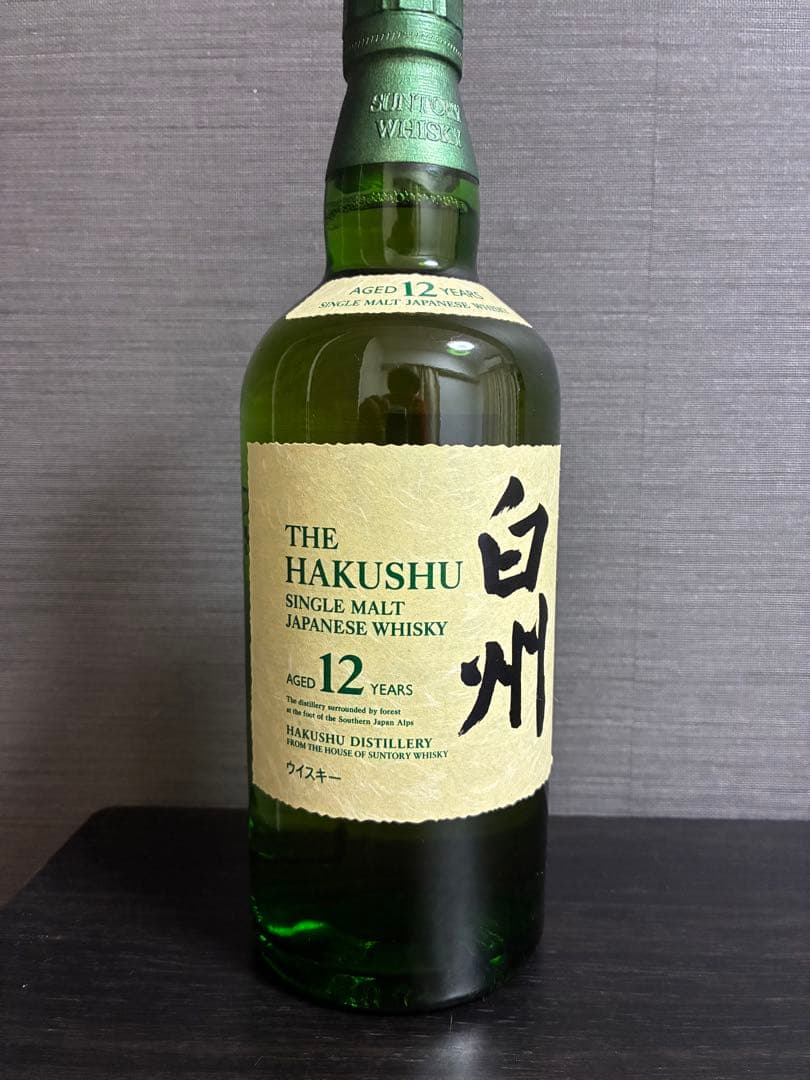 SUNTORY
WHISKY
AGED 12 YEARS
SINGLE MALT JAPANESE WHISKY
THE
HAKUSHU
SINGLE MALT
JAPANESE WHISKY
AGED 12 YEARS
The distillery surrounded by forest
at the foot of the Southern Japan Alps
HAKUSHU DISTILLERY
FROM THE HOUSE OF SUNTORY WHISKY
ウイスキー
白州